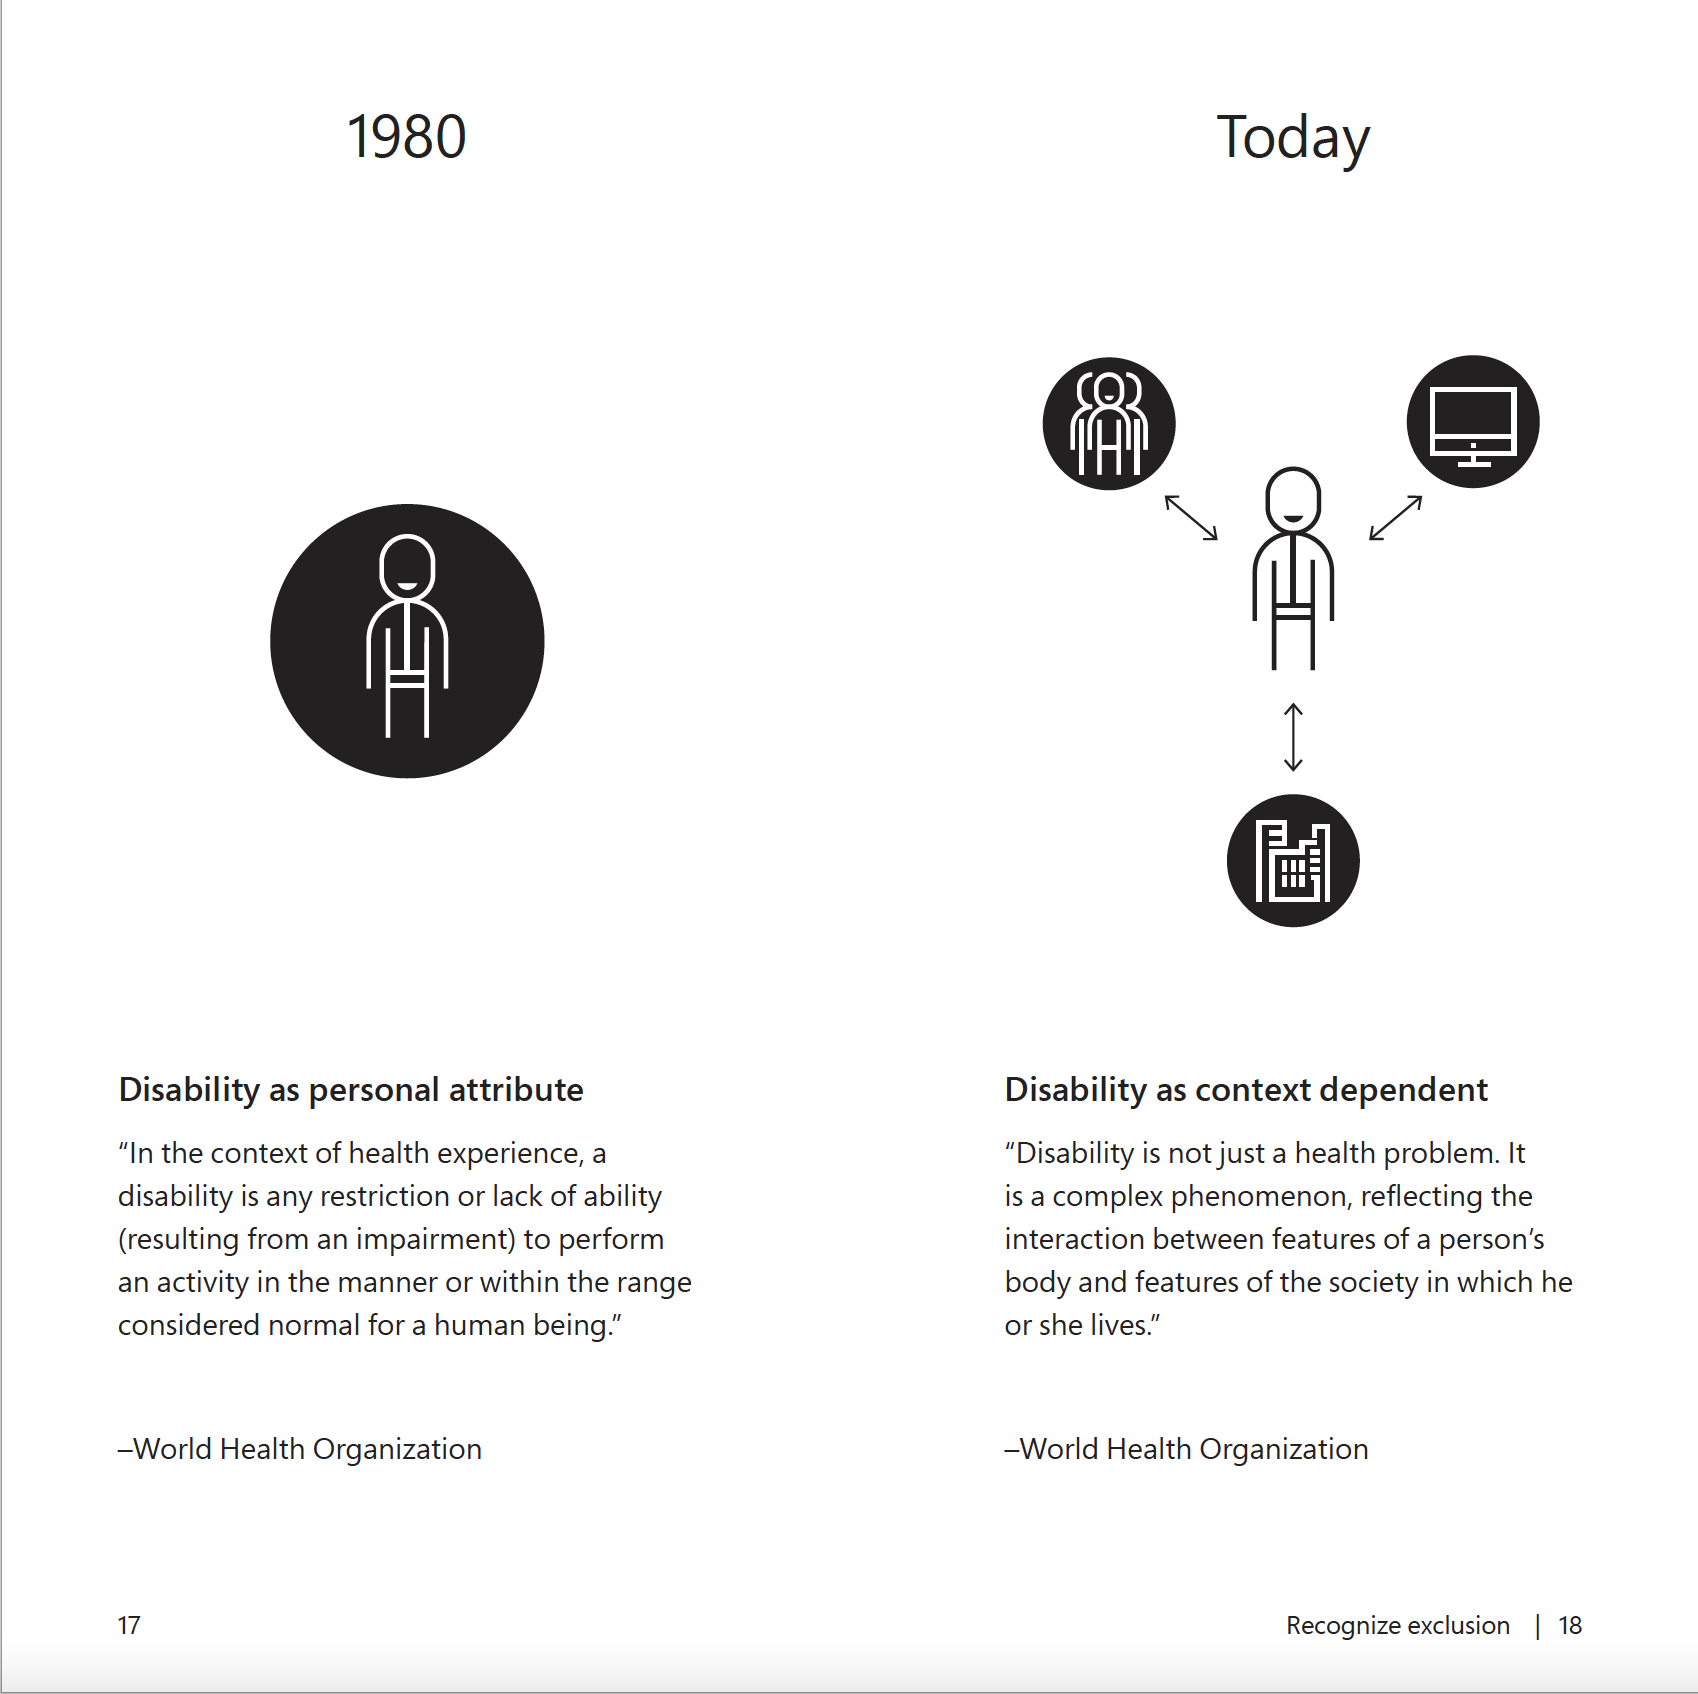 1980
Disability as personal attribute
“In the context of health experience, a
disability is any restriction or lack of ability
(resulting from an impairment) to perform
an activity in the manner or within the range
considered normal for a human being.”
–World Health Organization
17
Today
Disability as context dependent
“Disability is not just a health problem. It
is a complex phenomenon, reflecting the
interaction between features of a person’s
body and features of the society in which he
or she lives.”
–World Health Organization
Recognize exclusion | 18